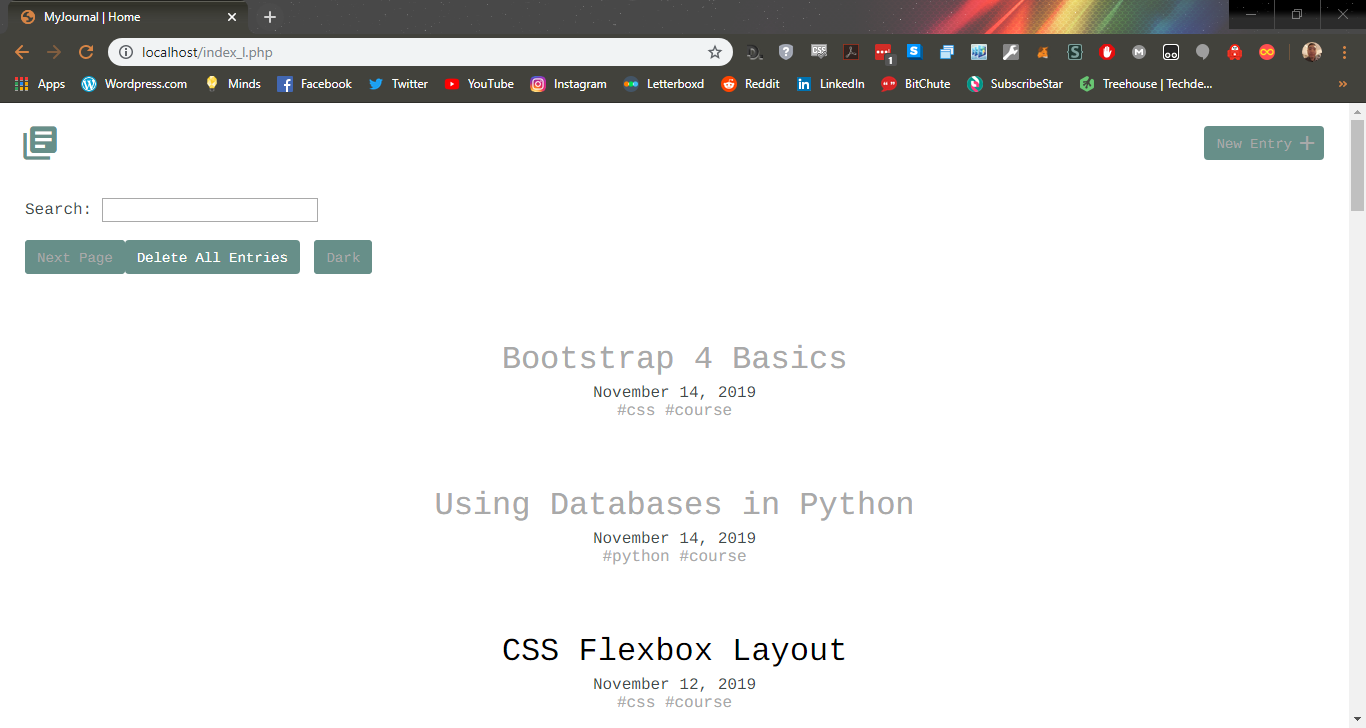 MyJournal | Home
localhost/index_l.php
1
Apps Wordpress.com Minds Facebook Twitter YouTube Instagram Letterboxd Reddit LinkedIn BitChute SubscribeStar Treehouse | Techde...
New Entry
Search:
Next Page Delete All Entries Dark
Bootstrap 4 Basics
November 14, 2019
#css #course
Using Databases in Python
November 14, 2019
#python #course
CSS Flexbox Layout
November 12, 2019
#css #course